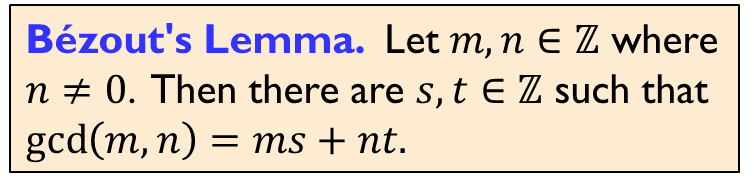 Bézout's Lemma. Let m, n ∈ ℤ where
n ≠ 0. Then there are s, t ∈ ℤ such that
gcd(m, n) = ms + nt.